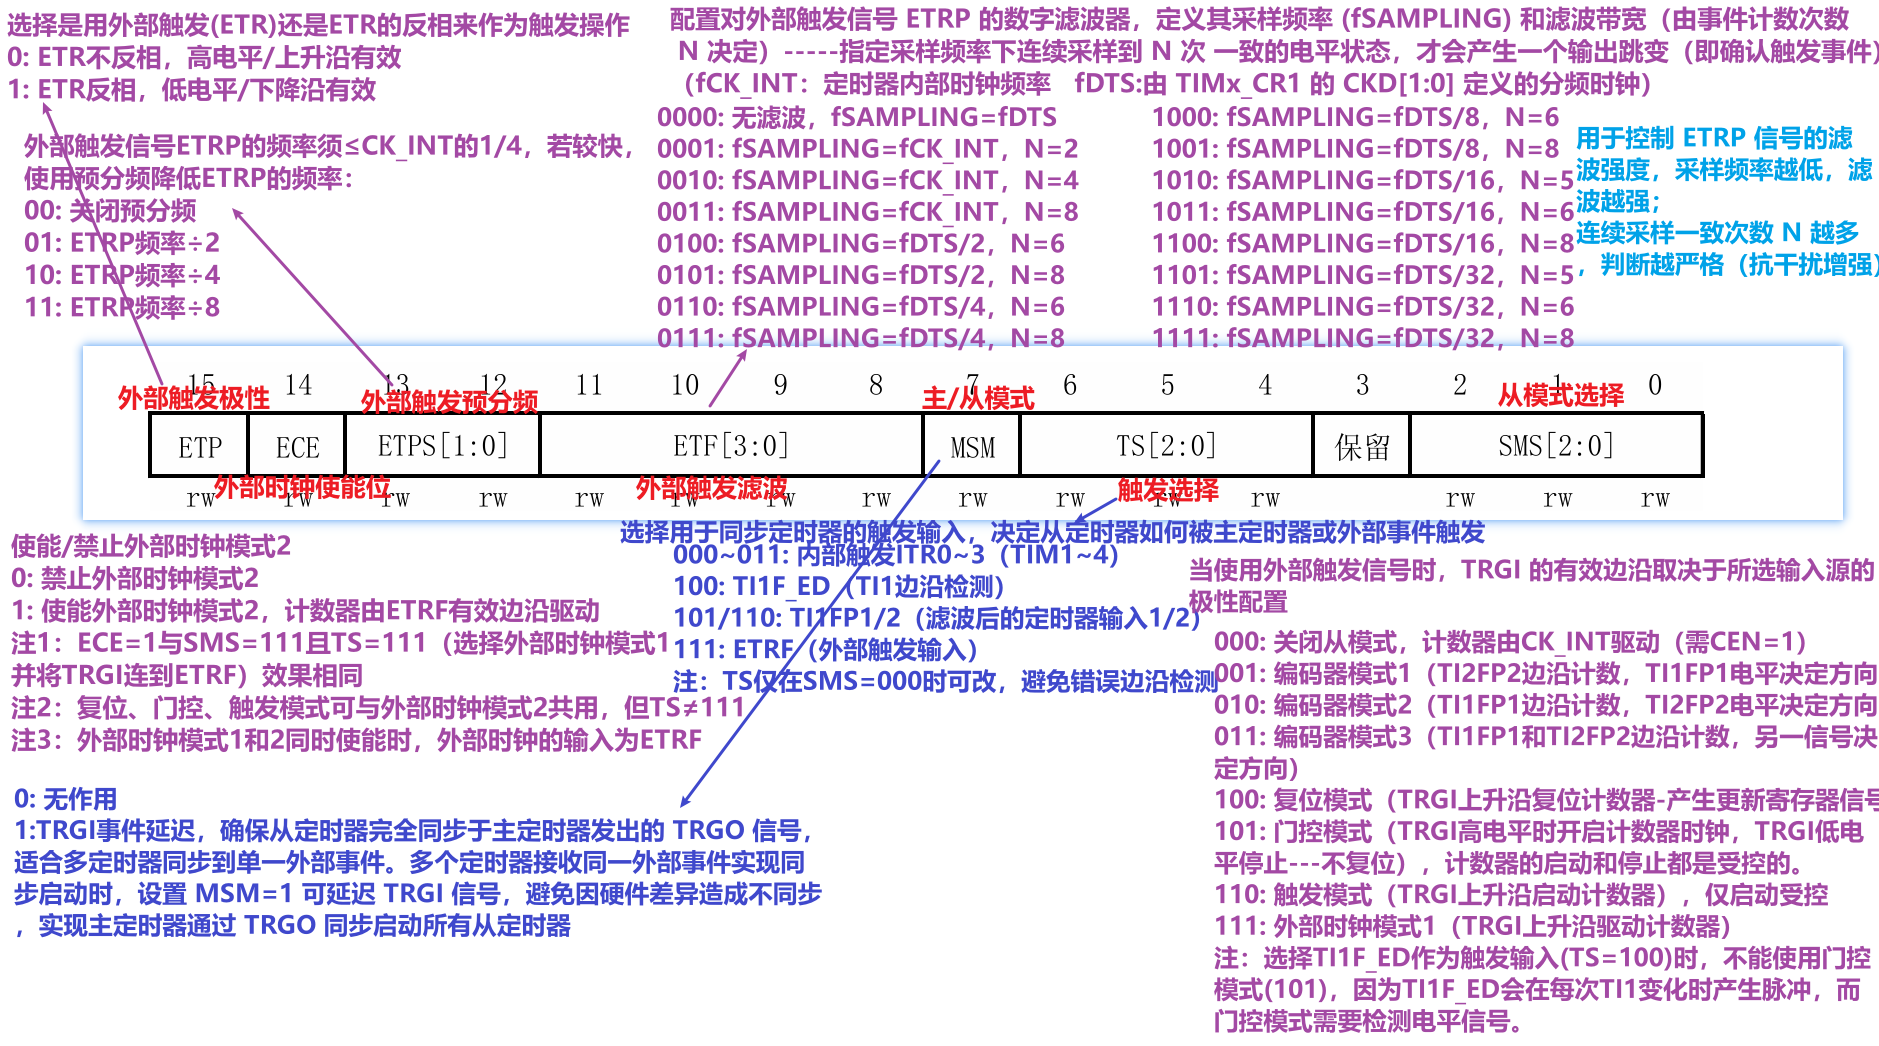 选择是用外部触发(ETR)还是ETR的反相来作为触发操作
0: ETR不反相，高电平/上升沿有效
1: ETR反相，低电平/下降沿有效
外部触发信号ETRP的频率须≤CK_INT的1/4，若较快，
使用预分频降低ETRP的频率：
00: 关闭预分频
01: ETRP频率÷2
10: ETRP频率÷4
11: ETRP频率÷8
配置对外部触发信号 ETRP 的数字滤波器，定义其采样频率 (fSAMPLING) 和滤波带宽（由事件计数次数
N 决定）-----指定采样频率下连续采样到 N 次 一致的电平状态，才会产生一个输出跳变（即确认触发事件）
（fCK_INT：定时器内部时钟频率 fDTS:由 TIMx_CR1 的 CKD[1:0] 定义的分频时钟）
0000: 无滤波，fSAMPLING=fDTS
0001: fSAMPLING=fCK_INT，N=2
0010: fSAMPLING=fCK_INT，N=4
0011: fSAMPLING=fCK_INT，N=8
0100: fSAMPLING=fDTS/2，N=6
0101: fSAMPLING=fDTS/2，N=8
0110: fSAMPLING=fDTS/4，N=6
0111: fSAMPLING=fDTS/4，N=8
1000: fSAMPLING=fDTS/8，N=6
1001: fSAMPLING=fDTS/8，N=8
1010: fSAMPLING=fDTS/16，N=5
1011: fSAMPLING=fDTS/16，N=6
1100: fSAMPLING=fDTS/16，N=8
1101: fSAMPLING=fDTS/32，N=5
1110: fSAMPLING=fDTS/32，N=6
1111: fSAMPLING=fDTS/32，N=8
用于控制 ETRP 信号的滤
波强度，采样频率越低，滤
波越强；
连续采样一致次数 N 越多
，判断越严格（抗干扰增强）
15 14 13 12 11 10 9 8 7 6 5 4 3 2 1 0
外部触发极性 外部触发预分频 主/从模式 从模式选择
ETP ECE ETPS[1:0] ETF[3:0] MSM TS[2:0] 保留 SMS[2:0]
外部时钟使能位 外部触发滤波 触发选择
rw rw rw rw rw rw rw rw rw rw rw rw rw rw rw
使能/禁止外部时钟模式2
0: 禁止外部时钟模式2
1: 使能外部时钟模式2，计数器由ETRF有效边沿驱动
注1：ECE=1与SMS=111且TS=111（选择外部时钟模式1
并将TRGI连到ETRF）效果相同
注2：复位、门控、触发模式可与外部时钟模式2共用，但TS≠111
注3：外部时钟模式1和2同时使能时，外部时钟的输入为ETRF
选择用于同步定时器的触发输入，决定从定时器如何被主定时器或外部事件触发
000~011: 内部触发ITR0~3（TIM1~4）
100: TI1F_ED（TI1边沿检测）
101/110: TI1FP1/2（滤波后的定时器输入1/2）
111: ETRF（外部触发输入）
注：TS仅在SMS=000时可改，避免错误边沿检测
0: 无作用
1:TRGI事件延迟，确保从定时器完全同步于主定时器发出的 TRGO 信号，
适合多定时器同步到单一外部事件。多个定时器接收同一外部事件实现同
步启动时，设置 MSM=1 可延迟 TRGI 信号，避免因硬件差异造成不同步
，实现主定时器通过 TRGO 同步启动所有从定时器
当使用外部触发信号时，TRGI 的有效边沿取决于所选输入源的
极性配置
000: 关闭从模式，计数器由CK_INT驱动（需CEN=1）
001: 编码器模式1（TI2FP2边沿计数，TI1FP1电平决定方向
010: 编码器模式2（TI1FP1边沿计数，TI2FP2电平决定方向
011: 编码器模式3（TI1FP1和TI2FP2边沿计数，另一信号决
定方向）
100: 复位模式（TRGI上升沿复位计数器-产生更新寄存器信号
101: 门控模式（TRGI高电平时开启计数器时钟，TRGI低电
平停止---不复位），计数器的启动和停止都是受控的。
110: 触发模式（TRGI上升沿启动计数器），仅启动受控
111: 外部时钟模式1（TRGI上升沿驱动计数器）
注：选择TI1F_ED作为触发输入(TS=100)时，不能使用门控
模式(101)，因为TI1F_ED会在每次TI1变化时产生脉冲，而
门控模式需要检测电平信号。